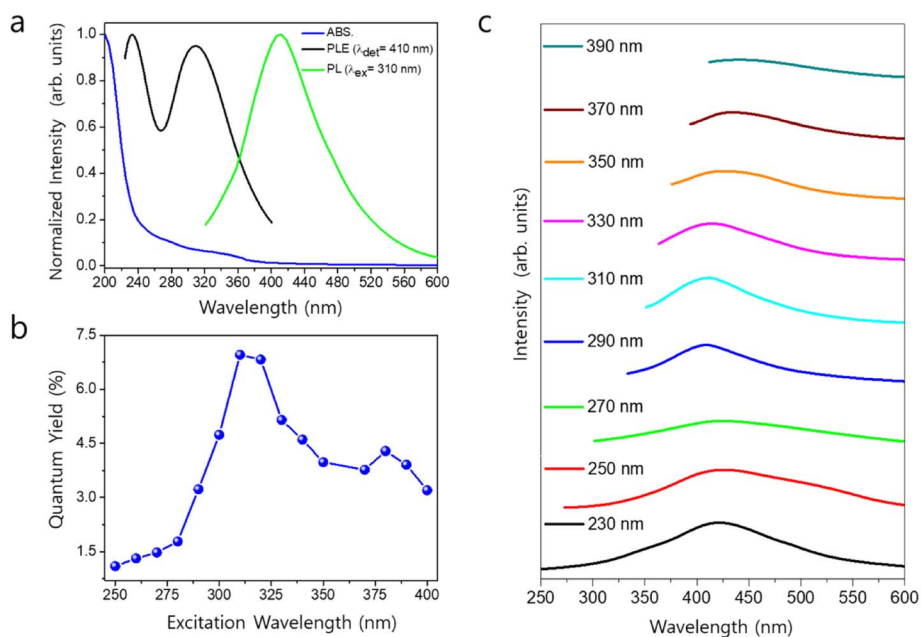 a
Normalized Intensity (arb. units)
1.0
0.8
0.6
0.4
0.2
0.0
ABS.
PLE (λdet= 410 nm)
PL (λex= 310 nm)
200 240 280 320 360 400 440 480 520 560 600
Wavelength (nm)
b
Quantum Yield (%)
7.5
6.0
4.5
3.0
1.5
250 275 300 325 350 375 400
Excitation Wavelength (nm)
c
Intensity (arb. units)
390 nm
370 nm
350 nm
330 nm
310 nm
290 nm
270 nm
250 nm
230 nm
250 300 350 400 450 500 550 600
Wavelength (nm)